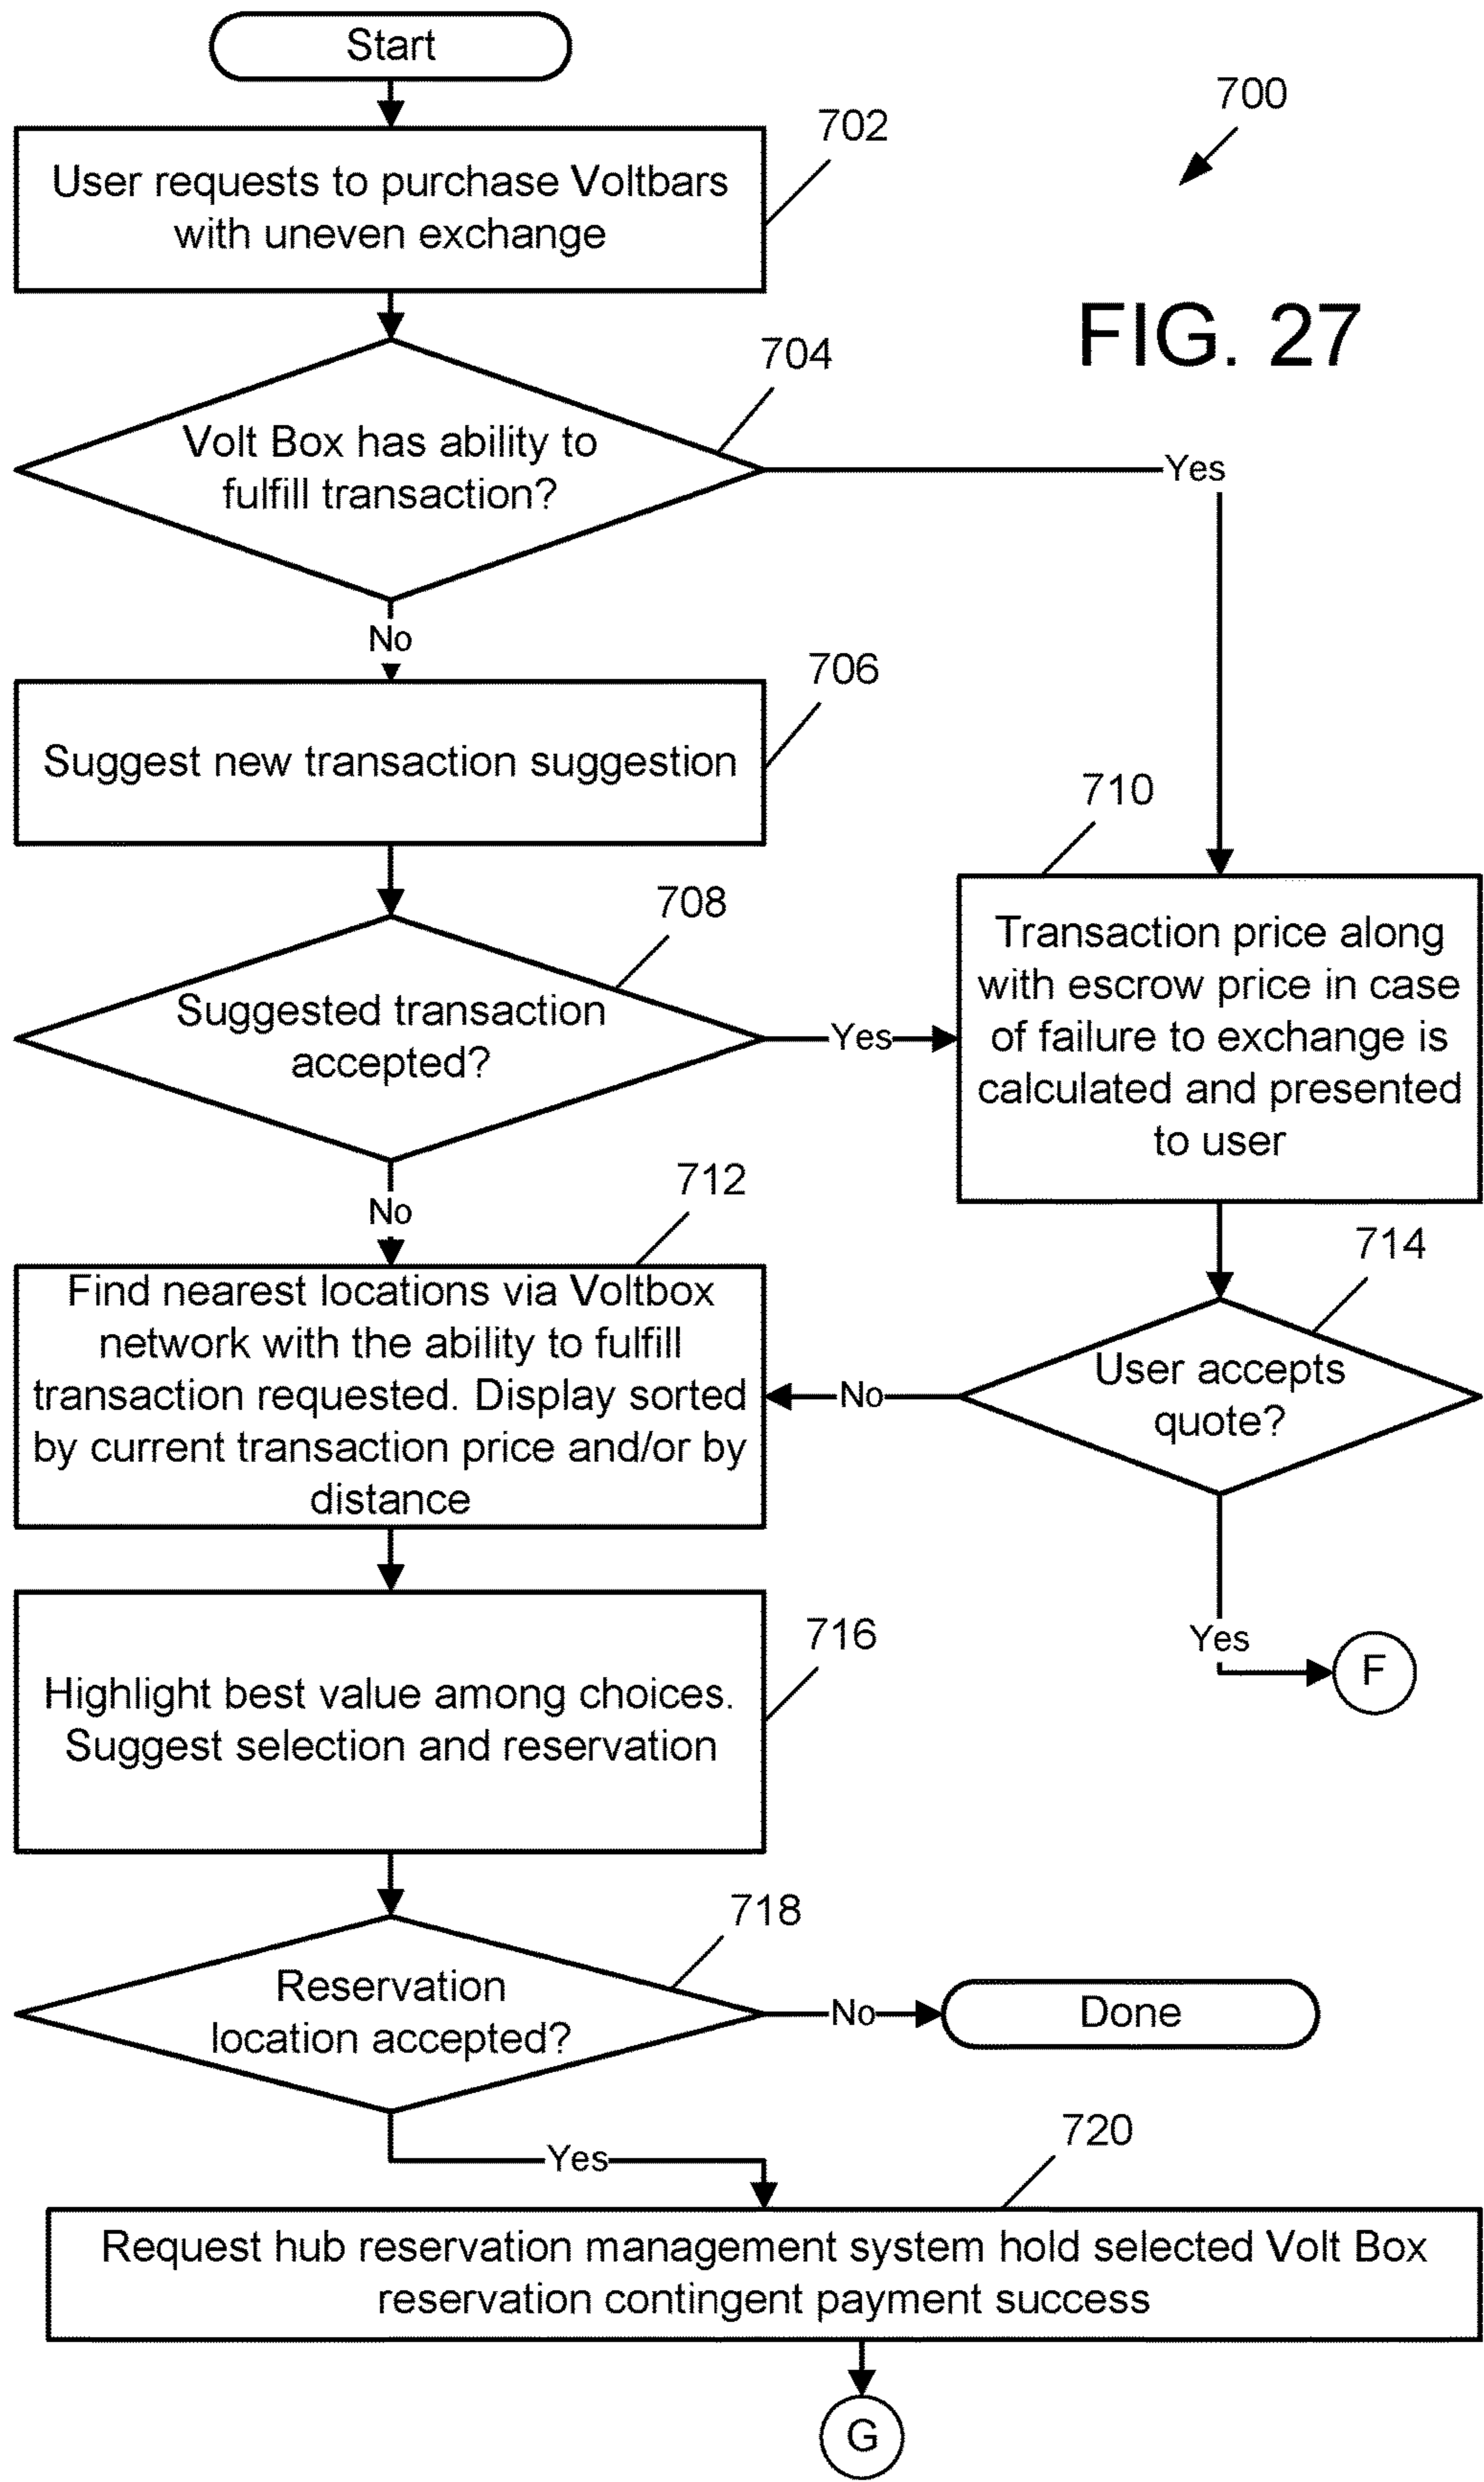 Start
700
702
User requests to purchase Voltbars
with uneven exchange
FIG. 27
704
Volt Box has ability to
fulfill transaction?
Yes
No
706
Suggest new transaction suggestion
710
708
Transaction price along
with escrow price in case
of failure to exchange is
calculated and presented
to user
Suggested transaction
accepted?
Yes
No
712
714
Find nearest locations via Voltbox
network with the ability to fulfill
transaction requested. Display sorted
by current transaction price and/or by
distance
No
User accepts
quote?
Yes
F
716
Highlight best value among choices.
Suggest selection and reservation
718
Reservation
location accepted?
No
Done
Yes
720
Request hub reservation management system hold selected Volt Box
reservation contingent payment success
G